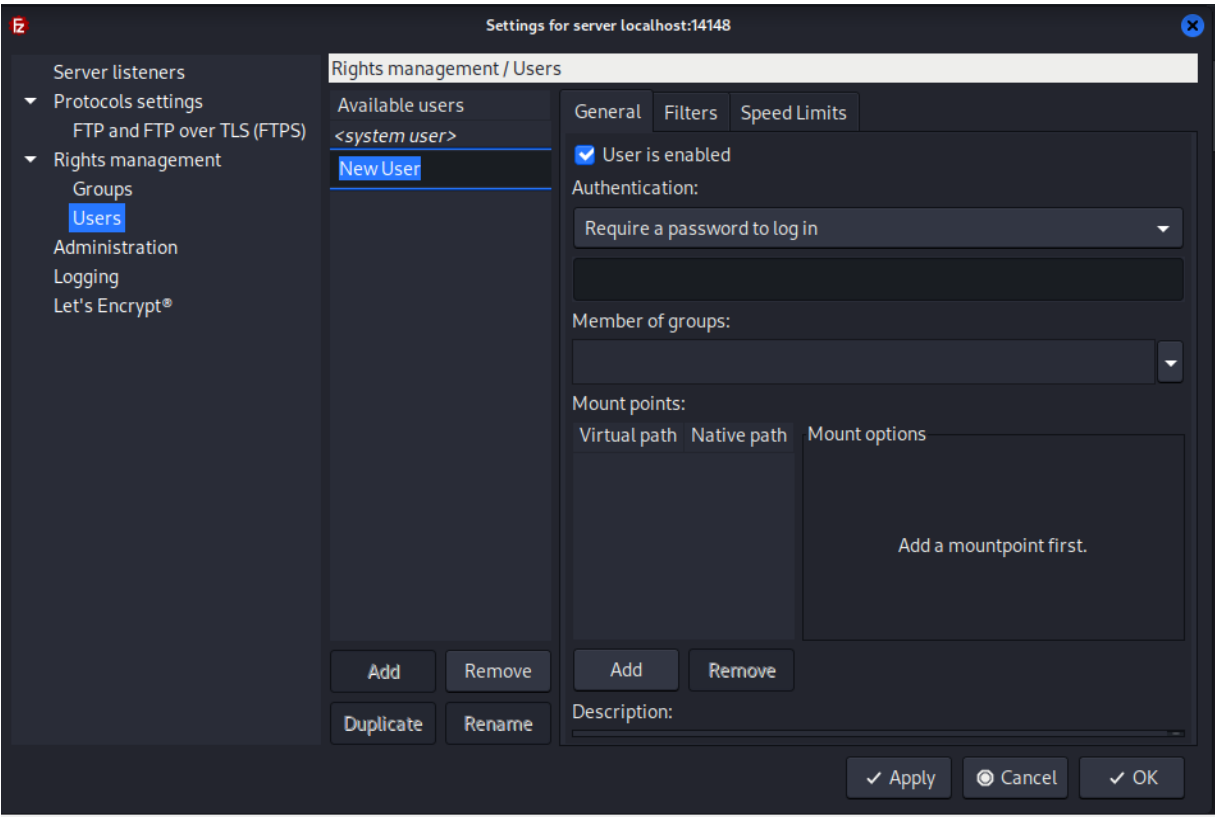 Settings for server localhost:14148
Server listeners
Protocols settings
FTP and FTP over TLS (FTPS)
Rights management
Groups
Users
Administration
Logging
Let's Encrypt®
Rights management / Users
Available users
<system user>
New User
Add
Remove
Duplicate
Rename
General
Filters
Speed Limits
User is enabled
Authentication:
Require a password to log in
Member of groups:
Mount points:
Virtual path
Native path
Mount options
Add a mountpoint first.
Add
Remove
Description:
Apply
Cancel
OK